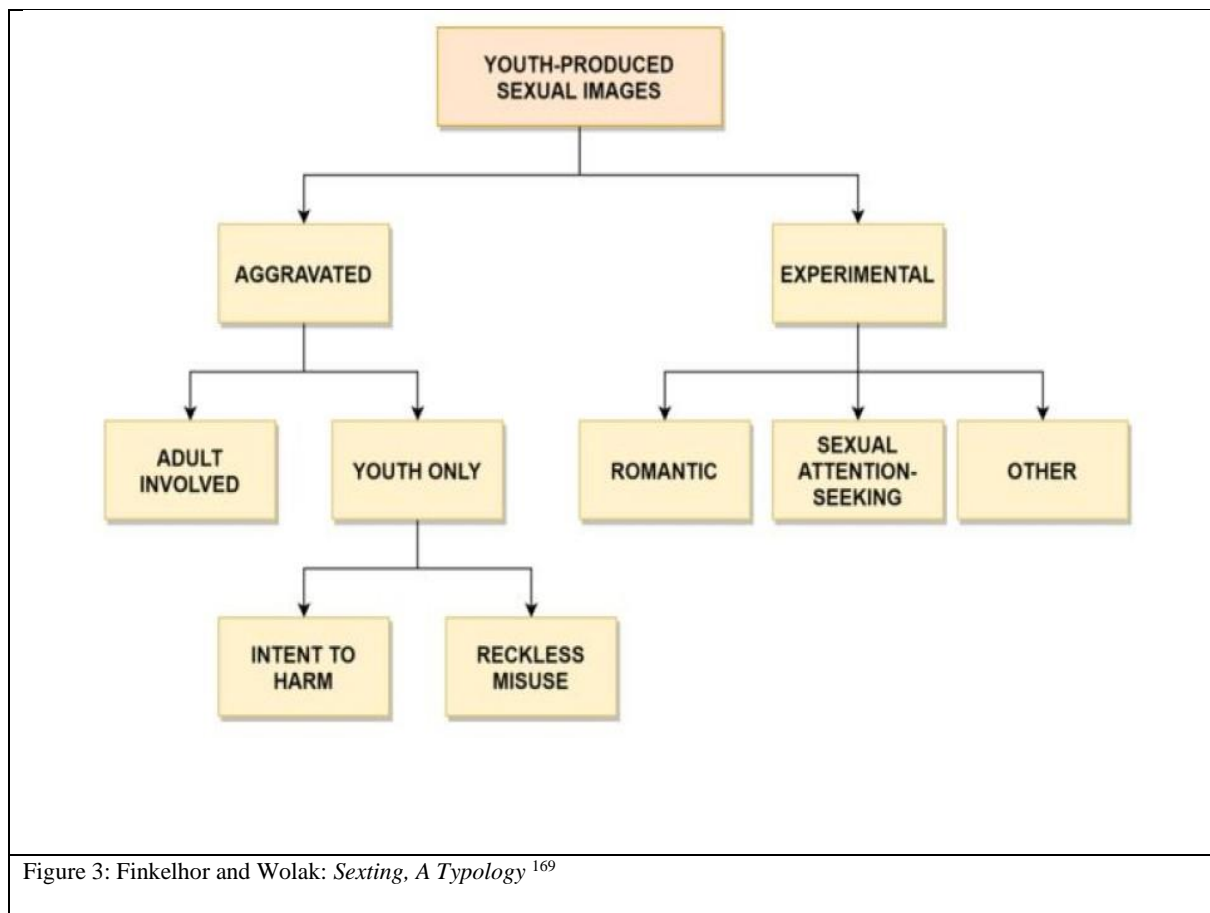 YOUTH-PRODUCED
SEXUAL IMAGES
AGGRAVATED
EXPERIMENTAL
ADULT
INVOLVED
YOUTH ONLY
ROMANTIC
SEXUAL
ATTENTION-
SEEKING
OTHER
INTENT TO
HARM
RECKLESS
MISUSE
Figure 3: Finkelhor and Wolak: Sexting, A Typology 169